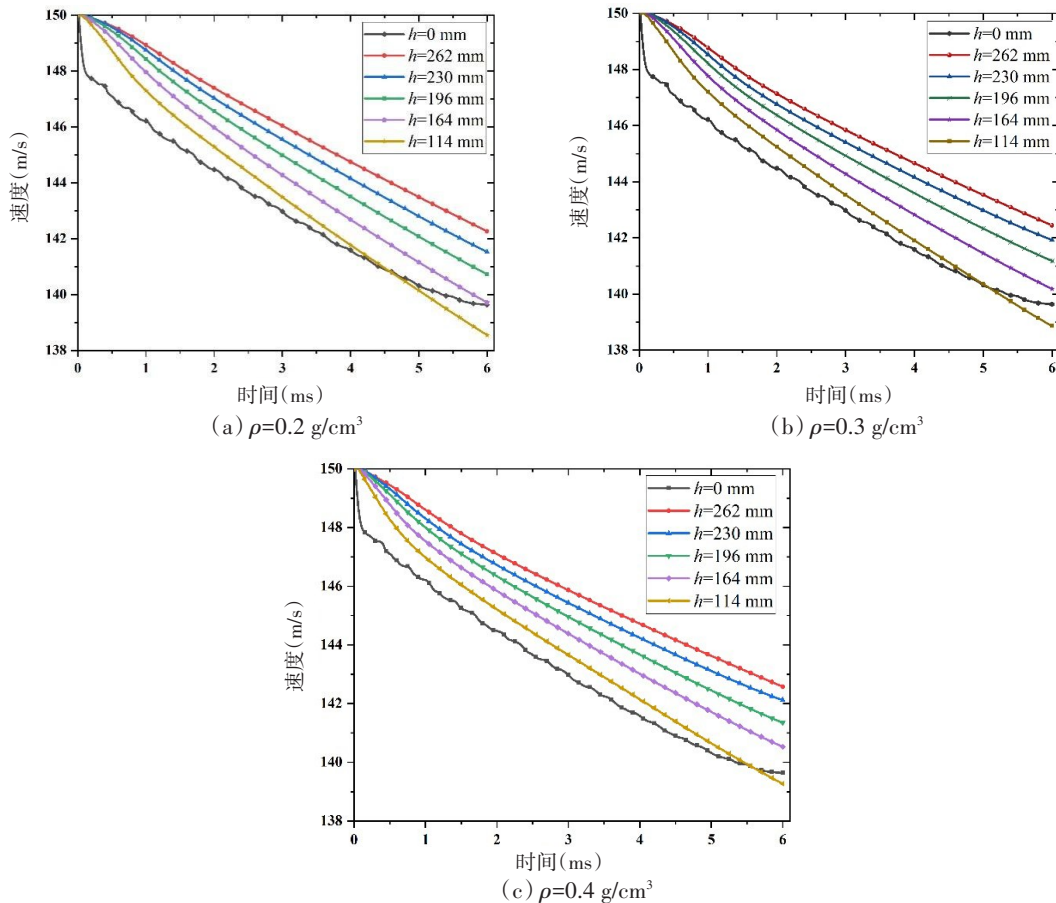 150
148
146
144
142
140
138
速度(m/s)
0 1 2 3 4 5 6
时间(ms)
h=0 mm
h=262 mm
h=230 mm
h=196 mm
h=164 mm
h=114 mm
(a) ρ=0.2 g/cm³
150
148
146
144
142
140
138
速度(m/s)
0 1 2 3 4 5 6
时间(ms)
h=0 mm
h=262 mm
h=230 mm
h=196 mm
h=164 mm
h=114 mm
(b) ρ=0.3 g/cm³
150
148
146
144
142
140
138
速度(m/s)
0 1 2 3 4 5 6
时间(ms)
h=0 mm
h=262 mm
h=230 mm
h=196 mm
h=164 mm
h=114 mm
(c) ρ=0.4 g/cm³